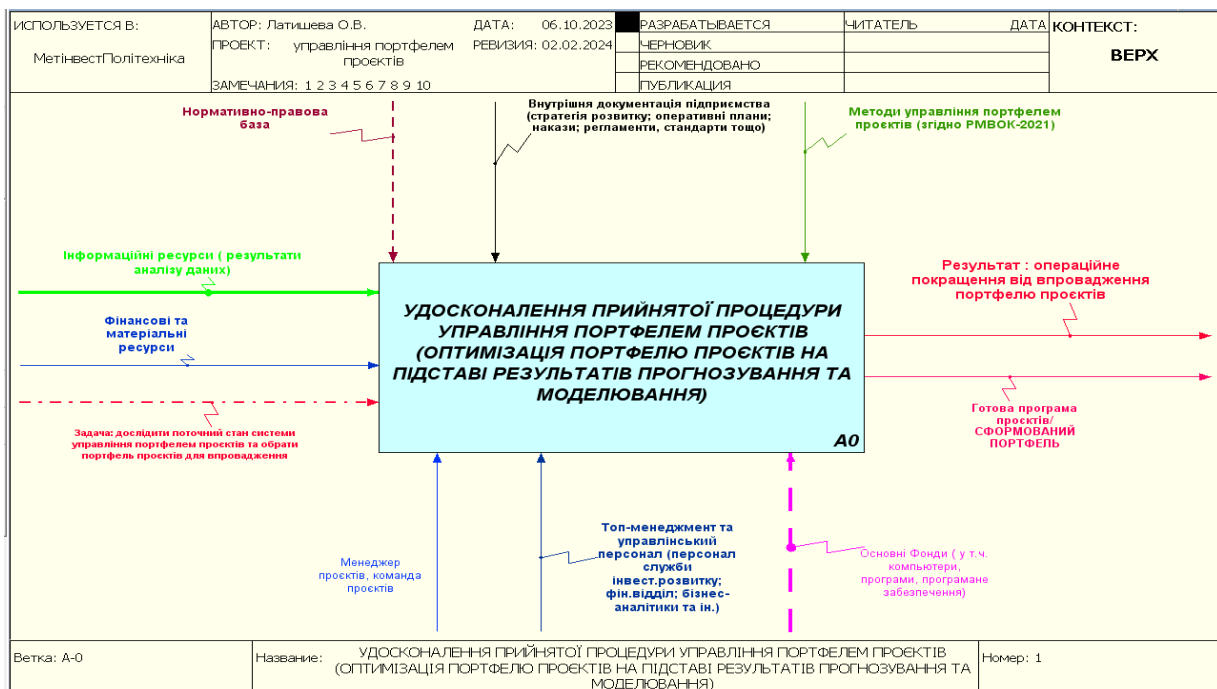 ИСПОЛЬЗУЕТСЯ В:
МетінвестПолітехніка
АВТОР: Латишева О.В.
ДАТА: 06.10.2023
ПРОЕКТ: управління портфелем
проєктів
РЕВИЗИЯ: 02.02.2024
ЗАМЕЧАНИЯ: 1 2 3 4 5 6 7 8 9 10
РАЗРАБАТЫВАЕТСЯ
ЧЕРНОВИК
РЕКОМЕНДОВАНО
ПУБЛИКАЦИЯ
ЧИТАТЕЛЬ
ДАТА
КОНТЕКСТ:
ВЕРХ
Нормативно-правова
база
Внутрішня документація підприємства
(стратегія розвитку; оперативні плани;
накази; регламенти, стандарти тощо)
Методи управління портфелем
проєктів (згідно PMBOK-2021)
Інформаційні ресурси ( результати
аналізу даних)
Фінансові та
матеріальні
ресурси
Задача: дослідити поточний стан системи
управління портфелем проєктів та обрати
портфель проєктів для впровадження
УДОСКОНАЛЕННЯ ПРИЙНЯТОЇ ПРОЦЕДУРИ
УПРАВЛІННЯ ПОРТФЕЛЕМ ПРОЄКТІВ
(ОПТИМІЗАЦІЯ ПОРТФЕЛЮ ПРОЄКТІВ НА
ПІДСТАВІ РЕЗУЛЬТАТІВ ПРОГНОЗУВАННЯ ТА
МОДЕЛЮВАННЯ)
A0
Результат : операційне
покращення від впровадження
портфелю проєктів
Готова програма
проєктів/
СФОРМОВАНИЙ
ПОРТФЕЛЬ
Менеджер
проєктів, команда
проєктів
Топ-менеджмент та
управлінський
персонал (персонал
служби
інвест.розвитку;
фін.відділ; бізнес-
аналітики та ін.)
Основні Фонди ( у т.ч.
компьютери,
програми, програмане
забезпечення)
Ветка: A-0
Название:
УДОСКОНАЛЕННЯ ПРИЙНЯТОЇ ПРОЦЕДУРИ УПРАВЛІННЯ ПОРТФЕЛЕМ ПРОЄКТІВ
(ОПТИМІЗАЦІЯ ПОРТФЕЛЮ ПРОЄКТІВ НА ПІДСТАВІ РЕЗУЛЬТАТІВ ПРОГНОЗУВАННЯ ТА
МОДЕЛЮВАННЯ)
Номер: 1